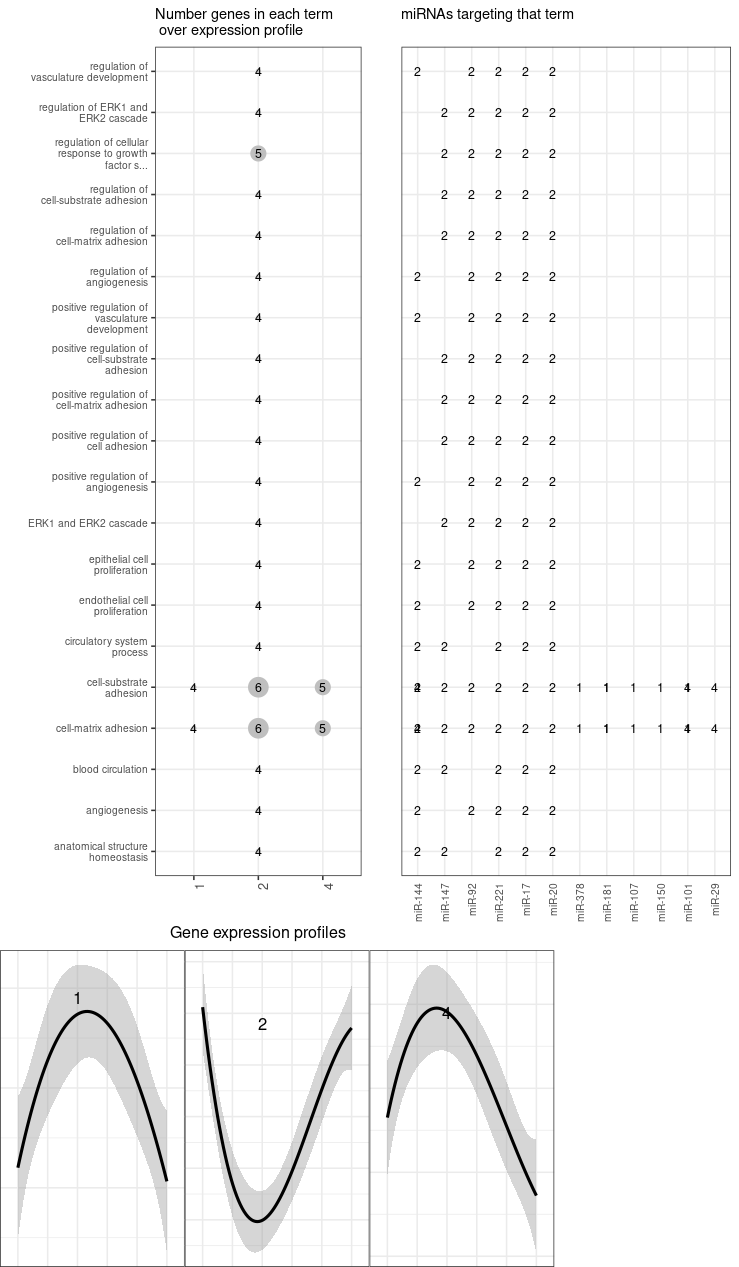 Number genes in each term
over expression profile
miRNAs targeting that term
regulation of
vasculature development
4
2 2 2 2 2
regulation of ERK1 and
ERK2 cascade
4
2 2 2 2 2
regulation of cellular
response to growth
factor s...
5
2 2 2 2 2
regulation of
cell-substrate adhesion
4
2 2 2 2 2
regulation of
cell-matrix adhesion
4
2 2 2 2 2
regulation of
angiogenesis
4
2 2 2 2 2
positive regulation of
vasculature
development
4
2 2 2 2 2
positive regulation of
cell-substrate
adhesion
4
2 2 2 2 2
positive regulation of
cell-matrix adhesion
4
2 2 2 2 2
positive regulation of
cell adhesion
4
2 2 2 2 2
positive regulation of
angiogenesis
4
2 2 2 2 2
ERK1 and ERK2 cascade
4
2 2 2 2 2
epithelial cell
proliferation
4
2 2 2 2 2
endothelial cell
proliferation
4
2 2 2 2 2
circulatory system
process
4
2 2 2 2 2
cell-substrate
adhesion
4 6 5
2 2 2 2 2 1 1 1 1 4
cell-matrix adhesion
4 6 5
2 2 2 2 2 1 1 1 1 4
blood circulation
4
2 2 2 2 2
angiogenesis
4
2 2 2 2 2
anatomical structure
homeostasis
4
2 2 2 2 2
1
2
4
miR-144
miR-147
miR-92
miR-221
miR-17
miR-20
miR-378
miR-181
miR-107
miR-150
miR-101
miR-29
Gene expression profiles
1
2
4